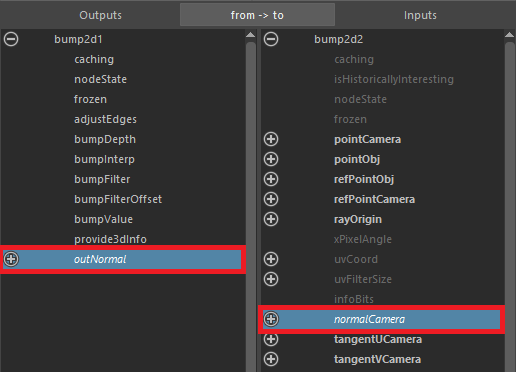 Outputs
from -> to
Inputs
bump2d1
caching
nodeState
frozen
adjustEdges
bumpDepth
bumpInterp
bumpFilter
bumpFilterOffset
bumpValue
provide3dInfo
outNormal
bump2d2
caching
isHistoricallyInteresting
nodeState
frozen
pointCamera
pointObj
refPointObj
refPointCamera
rayOrigin
xPixelAngle
uvCoord
uvFilterSize
infoBits
normalCamera
tangentUCamera
tangentVCamera